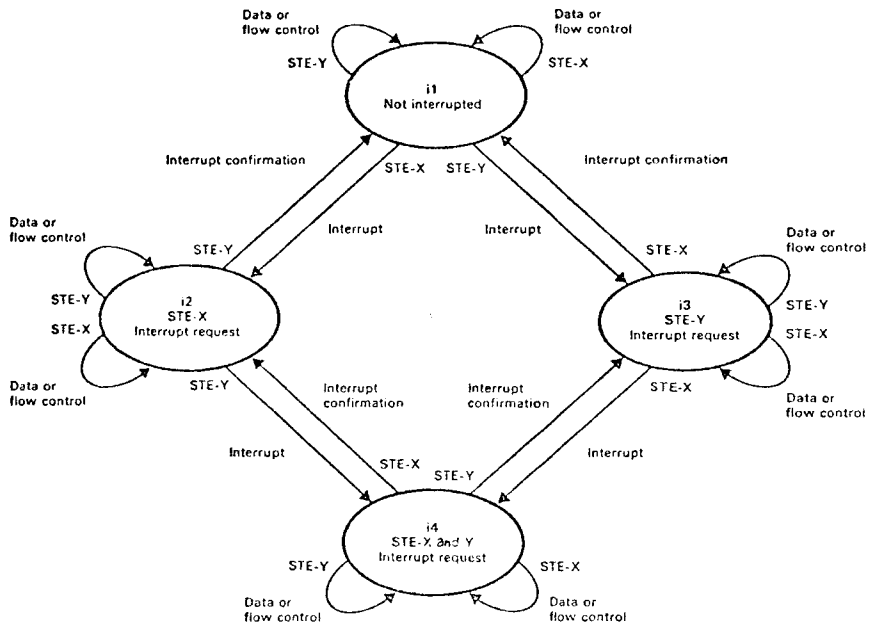 Data or
flow control
Data or
flow control
STE-Y
STE-X
i1
Not interrupted
Interrupt confirmation
STE-X
STE-Y
Interrupt confirmation
Data or
flow control
STE-Y
Interrupt
Interrupt
STE-X
Data or
flow control
STE-Y
STE-X
i2
STE-X
Interrupt request
i3
STE-Y
Interrupt request
STE-Y
STE-X
Data or
flow control
STE-Y
Interrupt
confirmation
Interrupt
confirmation
STE-X
Data or
flow control
Interrupt
STE-X
STE-Y
Interrupt
i4
STE-X and Y
Interrupt request
STE-Y
STE-X
Data or
flow control
Data or
flow control